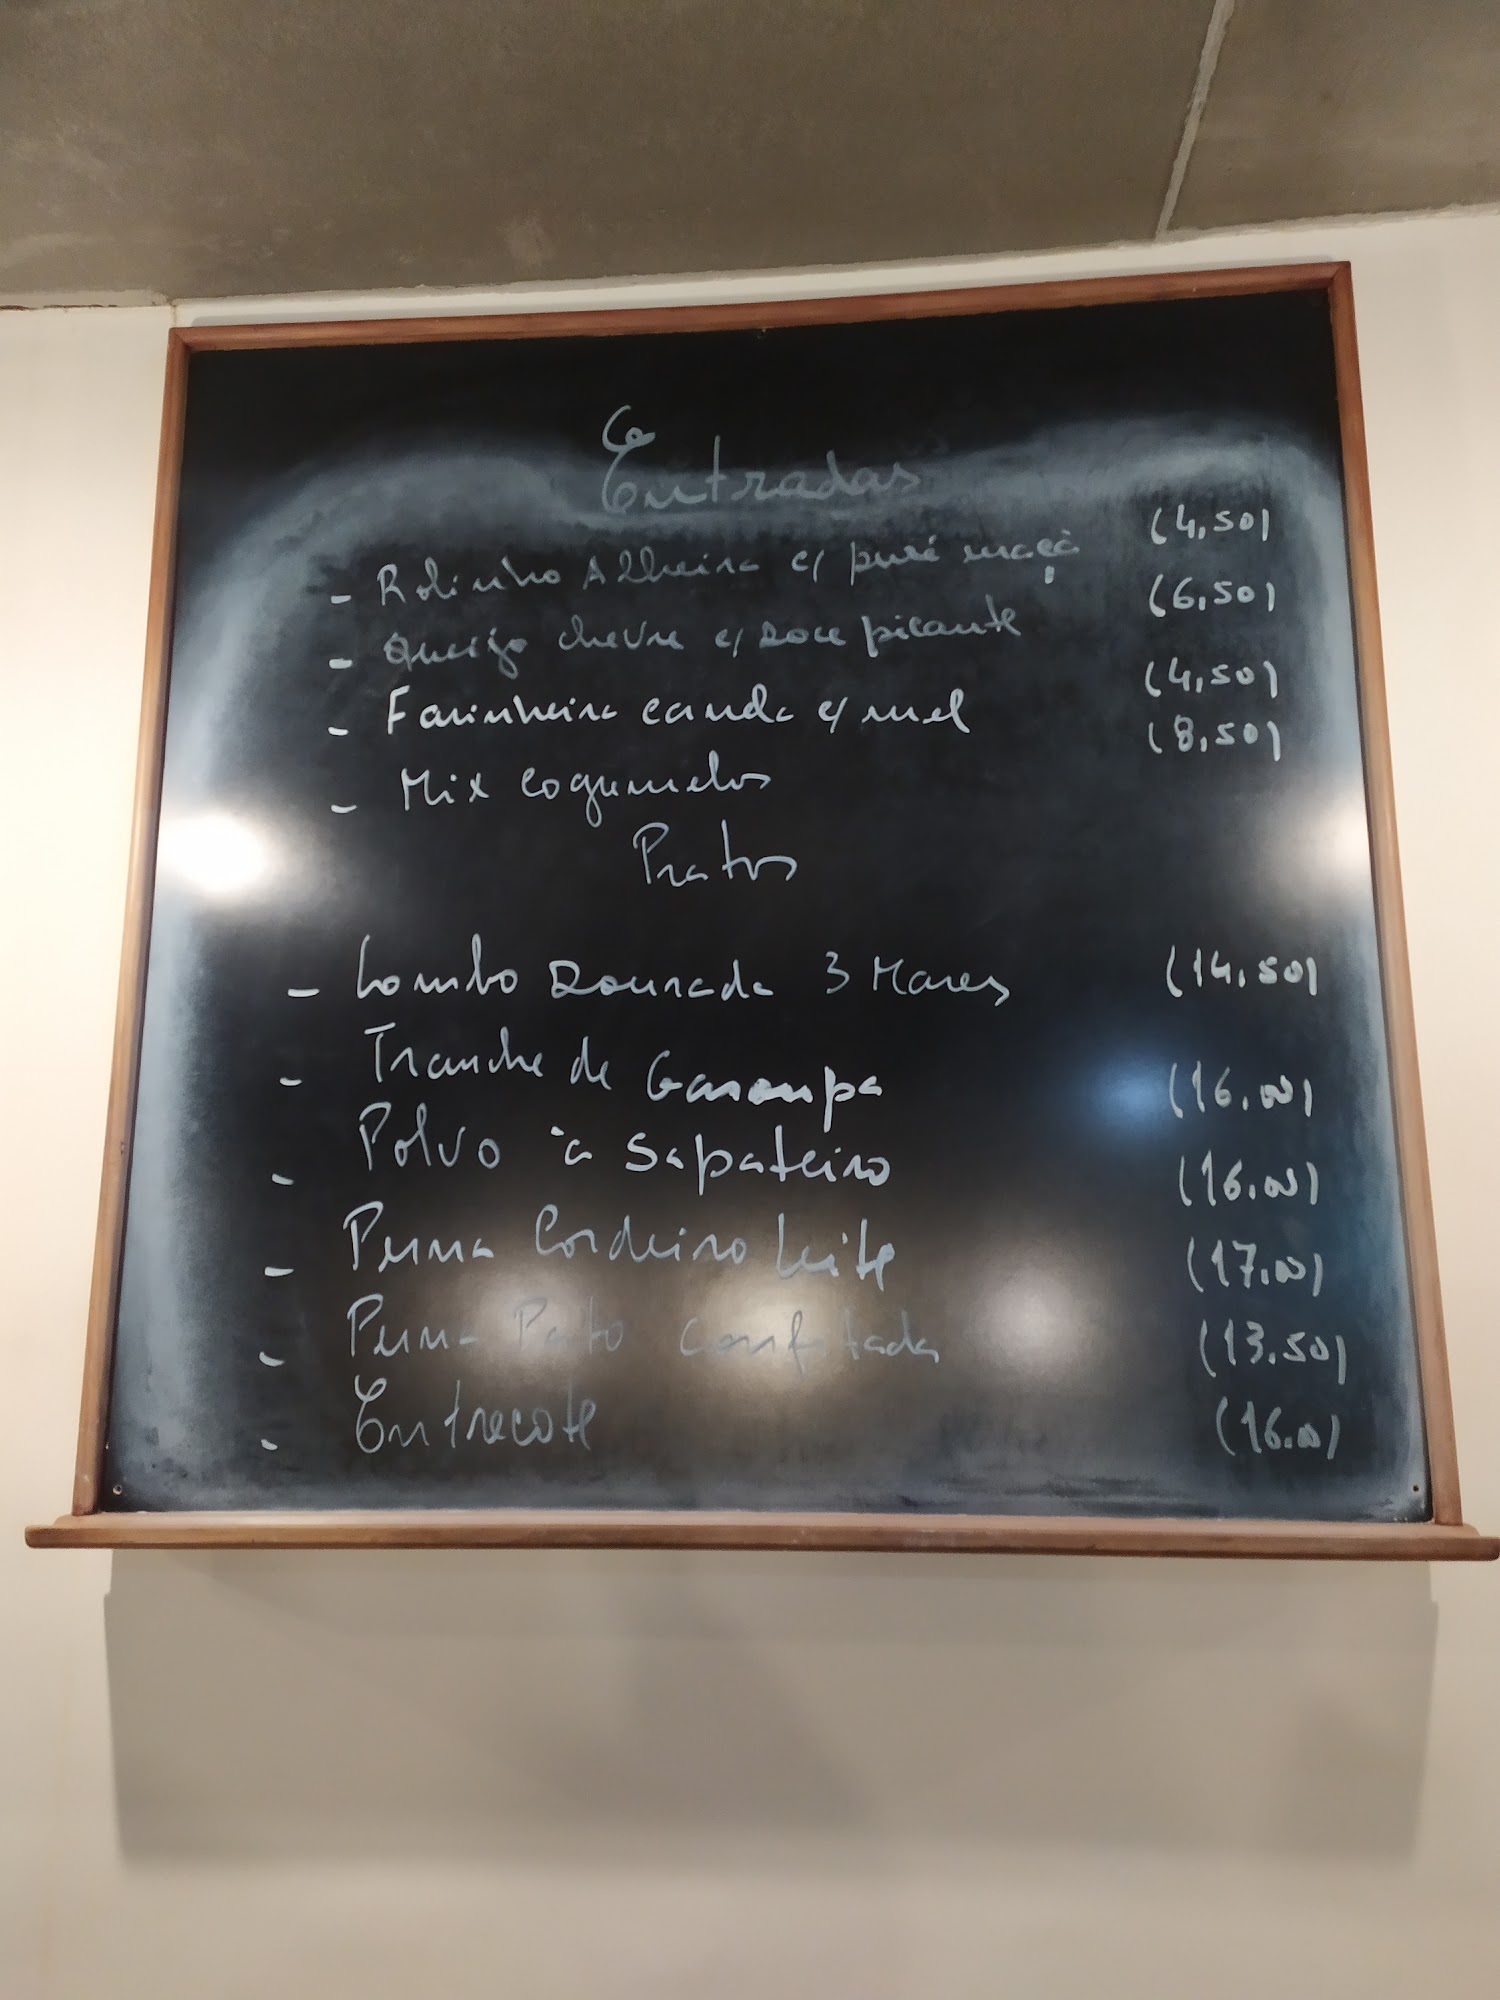 Entradas
- Rolinho Alheira c/ puré maçã (4,50)
- Queijo chevre c/ Doce picante (6,50)
- Farinheira cauda c/ mel (4,50)
- Mix cogumelos (8,50)
Pratos
- Lombo Dourada 3 Mares (14.50)
- Tranche de Garoupa (16.00)
- Polvo à Sapateiro (16.00)
- Perna Cordeiro Leite (17.00)
- Perna Pato Confitada (13.50)
- Entrecote (16.00)